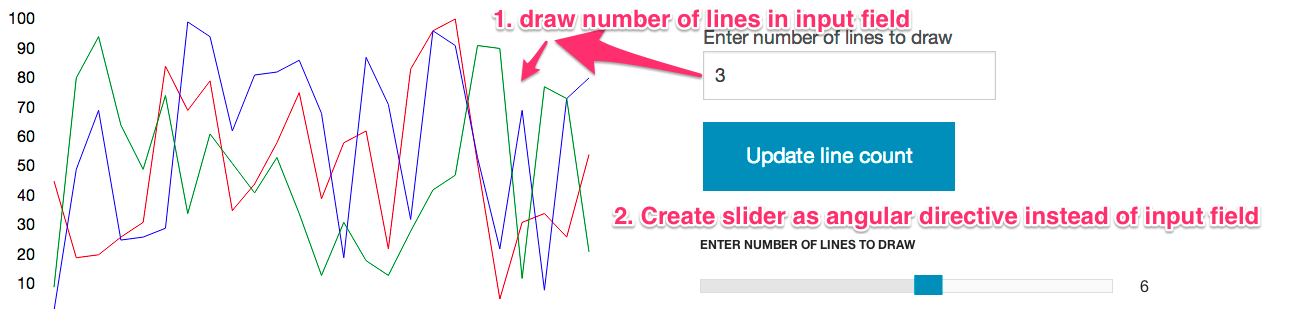 100
90
80
70
60
50
40
30
20
10
1. draw number of lines in input field
Enter number of lines to draw
3
Update line count
2. Create slider as angular directive instead of input field
ENTER NUMBER OF LINES TO DRAW
6